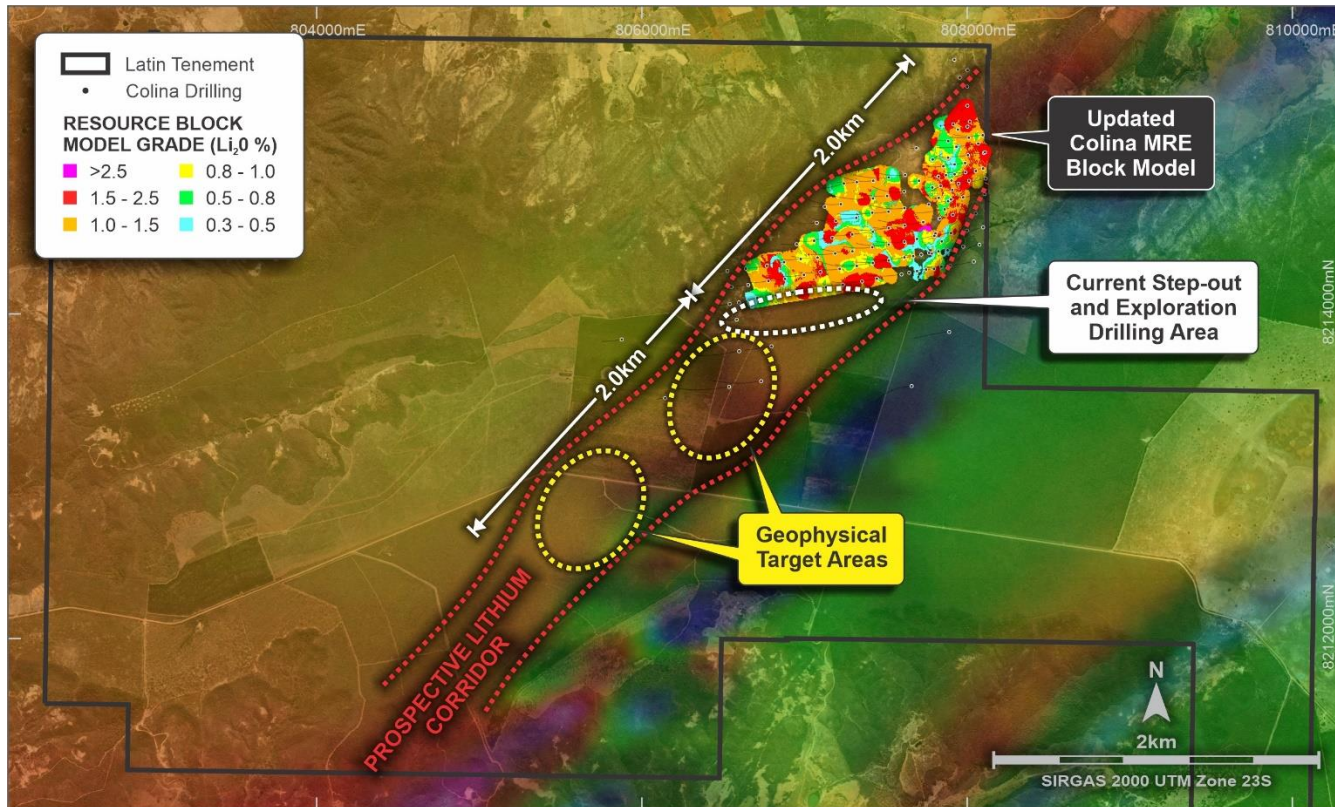 804000mE
806000mE
808000mE
810000mE
Latin Tenement
Colina Drilling
RESOURCE BLOCK
MODEL GRADE (Li₂0 %)
>2.5
0.8 - 1.0
1.5 - 2.5
0.5 - 0.8
1.0 - 1.5
0.3 - 0.5
2.0km
Updated
Colina MRE
Block Model
Current Step-out
and Exploration
Drilling Area
8214000mN
2.0km
Geophysical
Target Areas
PROSPECTIVE LITHIUM
CORRIDOR
8212000mN
N
2km
SIRGAS 2000 UTM Zone 23S